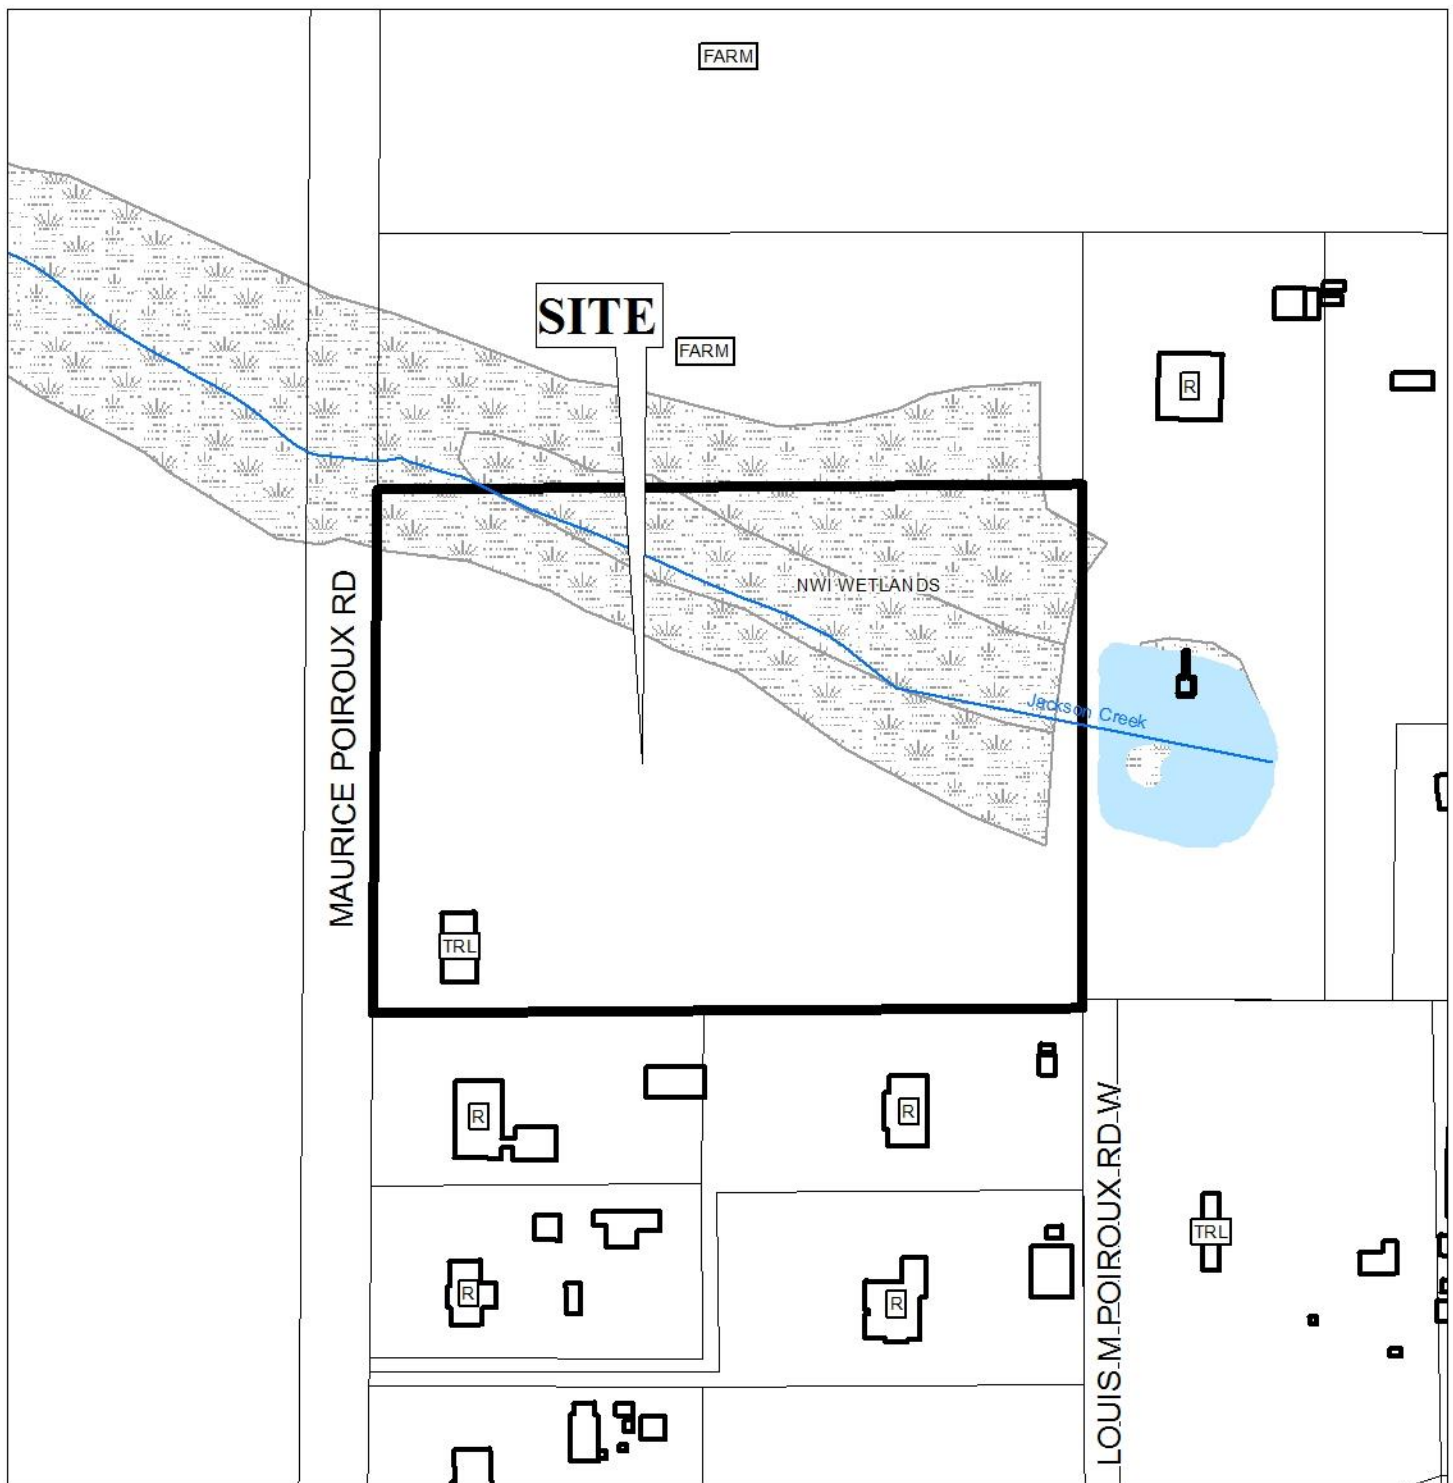 FARM
SITE
FARM
R
NWI WETLANDS
MAURICE POIROUX RD
Jackson Creek
TRL
R
R
LOUIS M POIROUX RD W
TRL
R
R